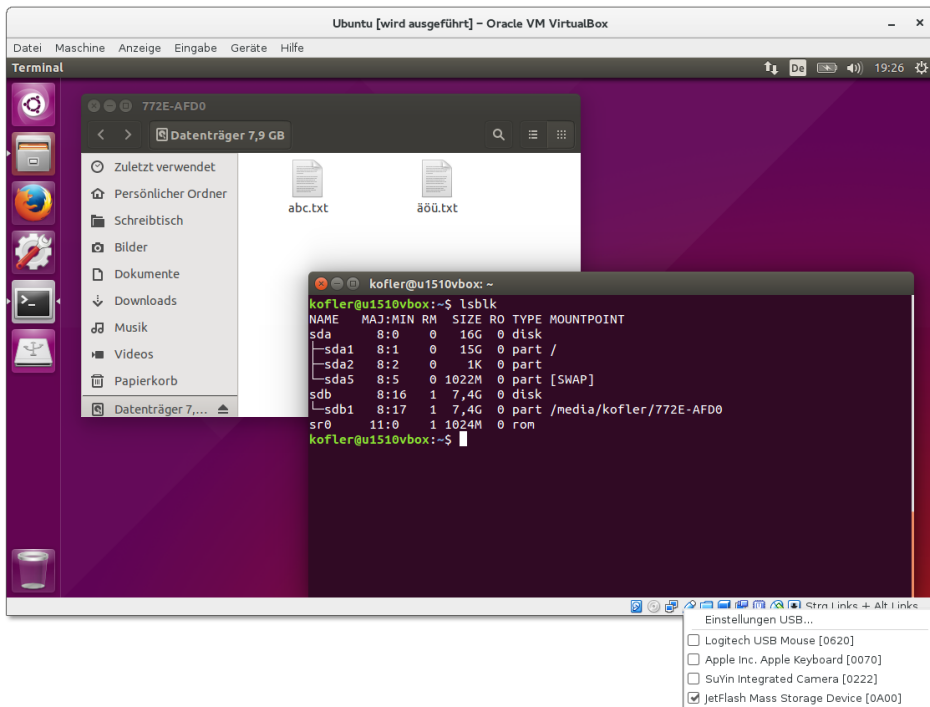 Ubuntu [wird ausgeführt] – Oracle VM VirtualBox
Datei Maschine Anzeige Eingabe Geräte Hilfe
Terminal De 19:26
772E-AFD0
Datenträger 7,9 GB
Zuletzt verwendet
Persönlicher Ordner
Schreibtisch
Bilder
Dokumente
Downloads
Musik
Videos
Papierkorb
Datenträger 7,...
abc.txt äöü.txt
kofler@u1510vbox: ~
kofler@u1510vbox:~$ lsblk
NAME MAJ:MIN RM SIZE RO TYPE MOUNTPOINT
sda 8:0 0 16G 0 disk
├─sda1 8:1 0 15G 0 part /
├─sda2 8:2 0 1K 0 part
└─sda5 8:5 0 1022M 0 part [SWAP]
sdb 8:16 1 7,4G 0 disk
└─sdb1 8:17 1 7,4G 0 part /media/kofler/772E-AFD0
sr0 11:0 1 1024M 0 rom
kofler@u1510vbox:~$
Strg Links + Alt Links
Einstellungen USB...
Logitech USB Mouse [0620]
Apple Inc. Apple Keyboard [0070]
SuYin Integrated Camera [0222]
JetFlash Mass Storage Device [0A00]